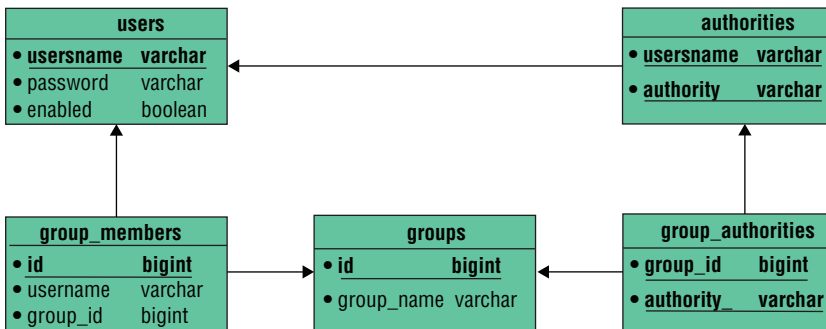 users
• usersname varchar
• password varchar
• enabled boolean
authorities
• usersname varchar
• authority varchar
group_members
• id bigint
• username varchar
• group_id bigint
groups
• id bigint
• group_name varchar
group_authorities
• group_id bigint
• authority_ varchar